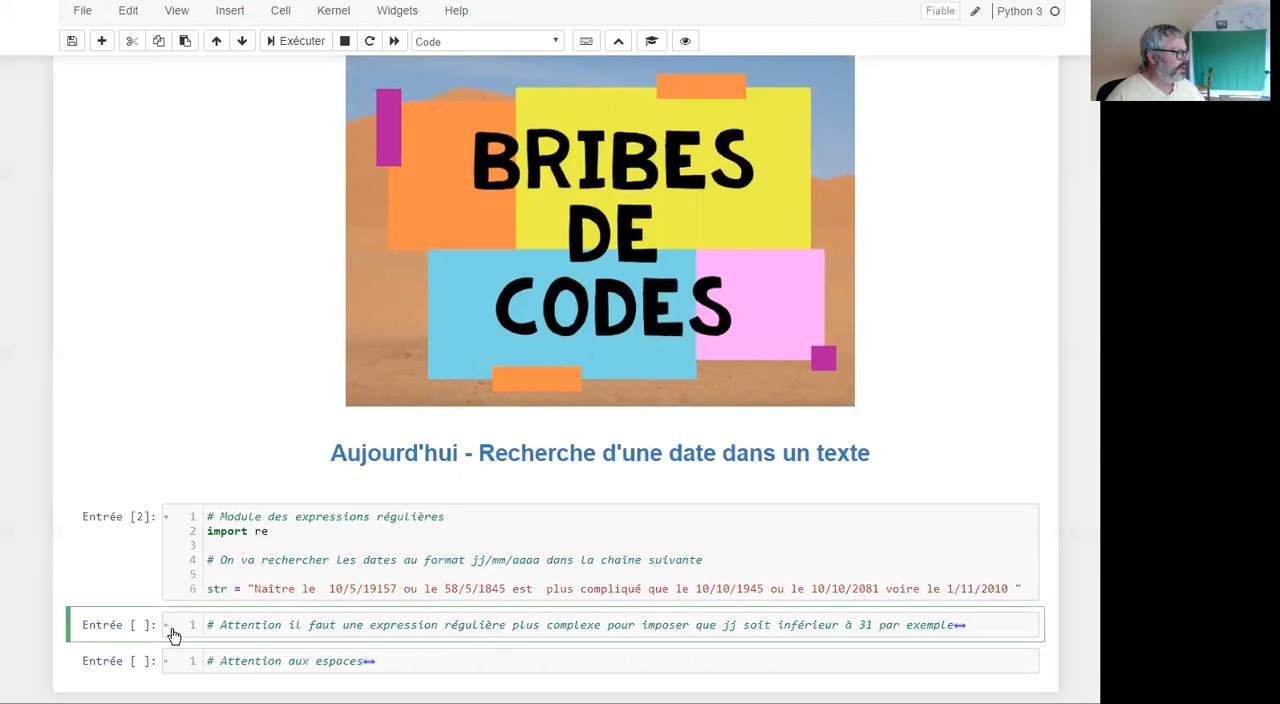 File Edit View Insert Cell Kernel Widgets Help Fiable Python 3
Exécuter Code
BRIBES
DE
CODES
Aujourd'hui - Recherche d'une date dans un texte
Entrée [2]: 1 # Module des expressions régulières
2 import re
3
4 # On va rechercher les dates au format jj/mm/aaaa dans la chaîne suivante
5
6 str = "Naître le  10/5/19157 ou le 58/5/1845 est  plus compliqué que le 10/10/1945 ou le 10/10/2081 voire le 1/11/2010 "
Entrée [ ]: 1 # Attention il faut une expression régulière plus complexe pour imposer que jj soit inférieur à 31 par exemple
Entrée [ ]: 1 # Attention aux espaces